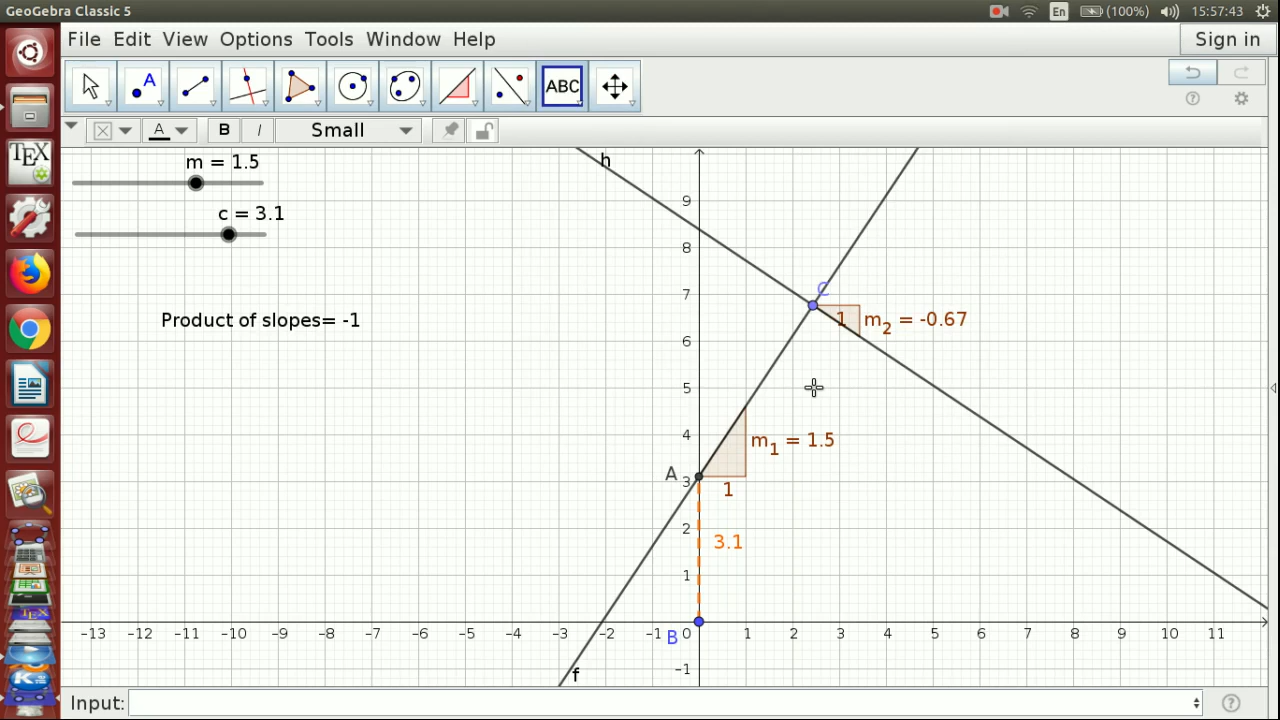 GeoGebra Classic 5
En
(100%)
15:57:43
File Edit View Options Tools Window Help
Sign in
A
ABC
A
B
I
Small
TEX
m = 1.5
c = 3.1
Product of slopes= -1
h
C
1
m2 = -0.67
m1 = 1.5
A
1
3.1
B
f
9
8
7
6
5
4
3
2
1
-13 -12 -11 -10 -9 -8 -7 -6 -5 -4 -3 -2 -1 0 1 2 3 4 5 6 7 8 9 10 11
-1
TEX
K
Input: